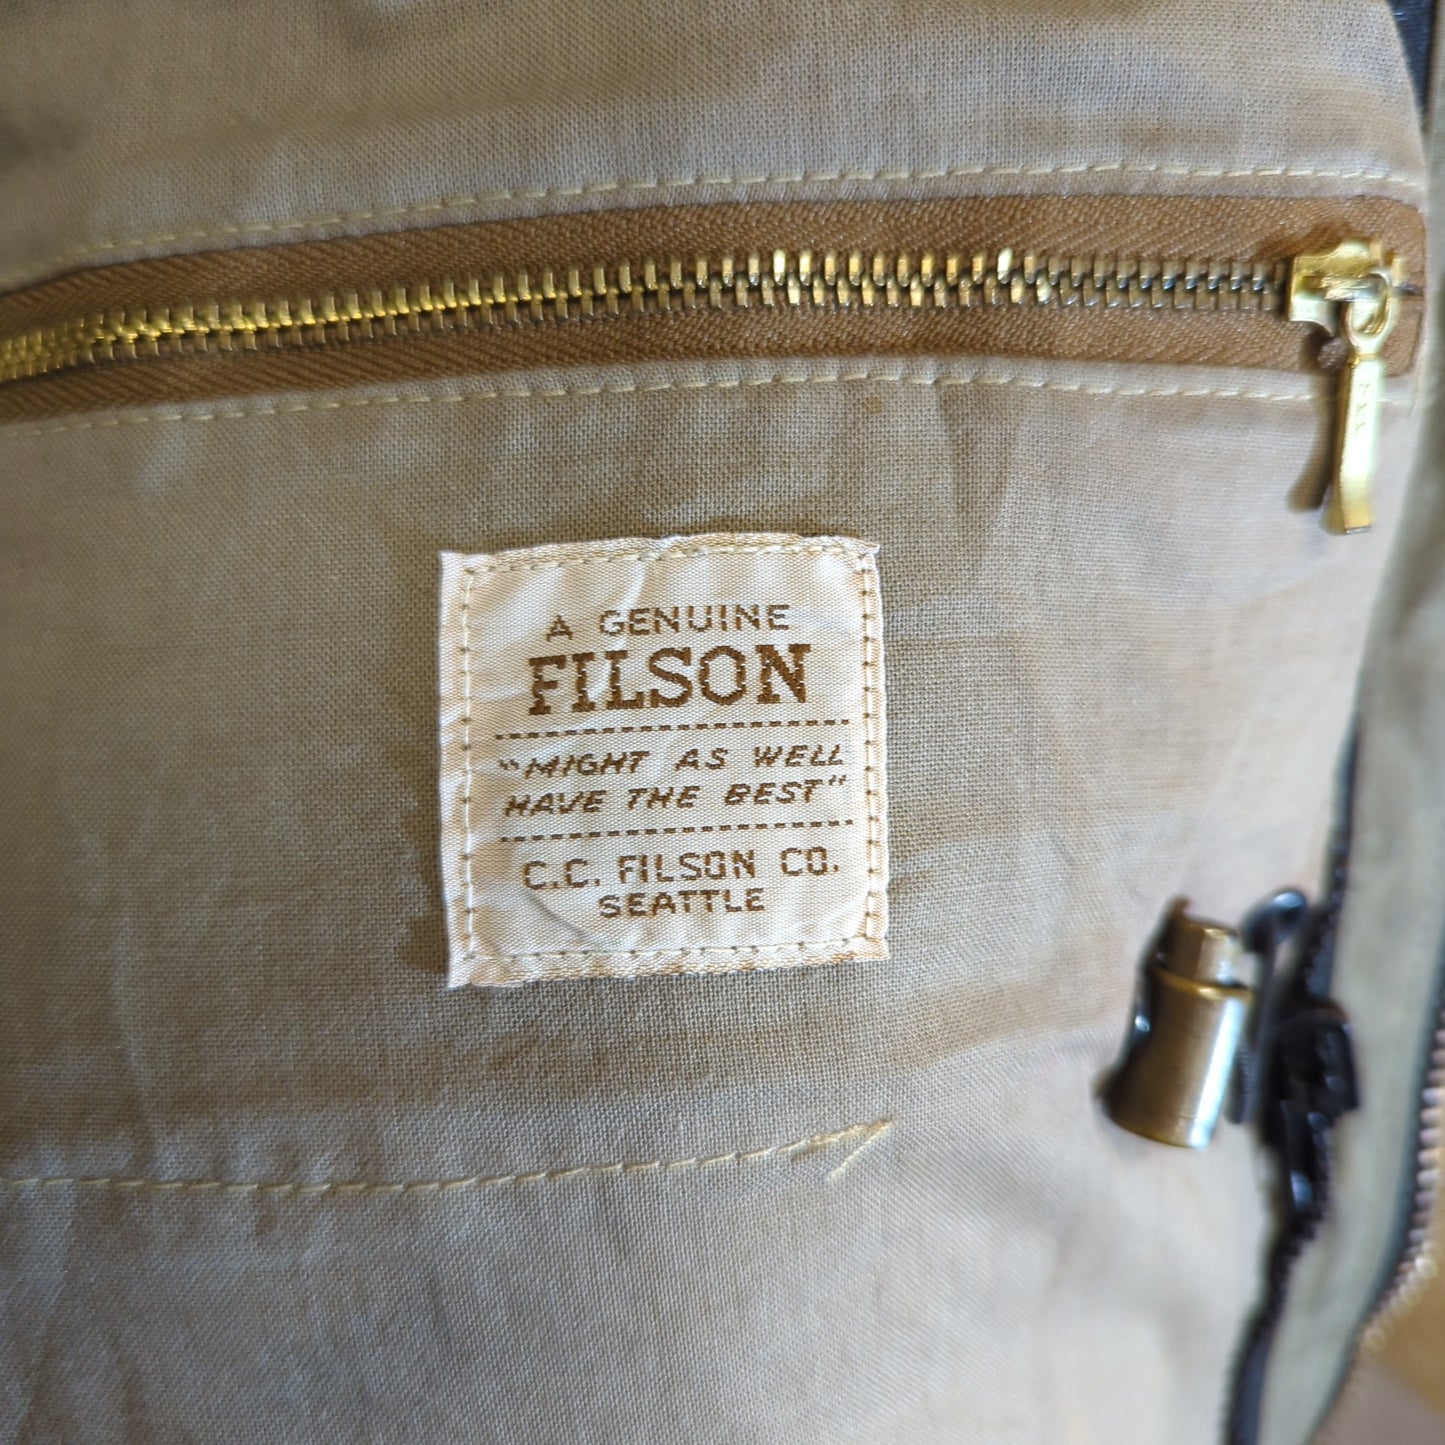 A GENUINE
FILSON
"MIGHT AS WELL
HAVE THE BEST"
C.C. FILSON CO.
SEATTLE